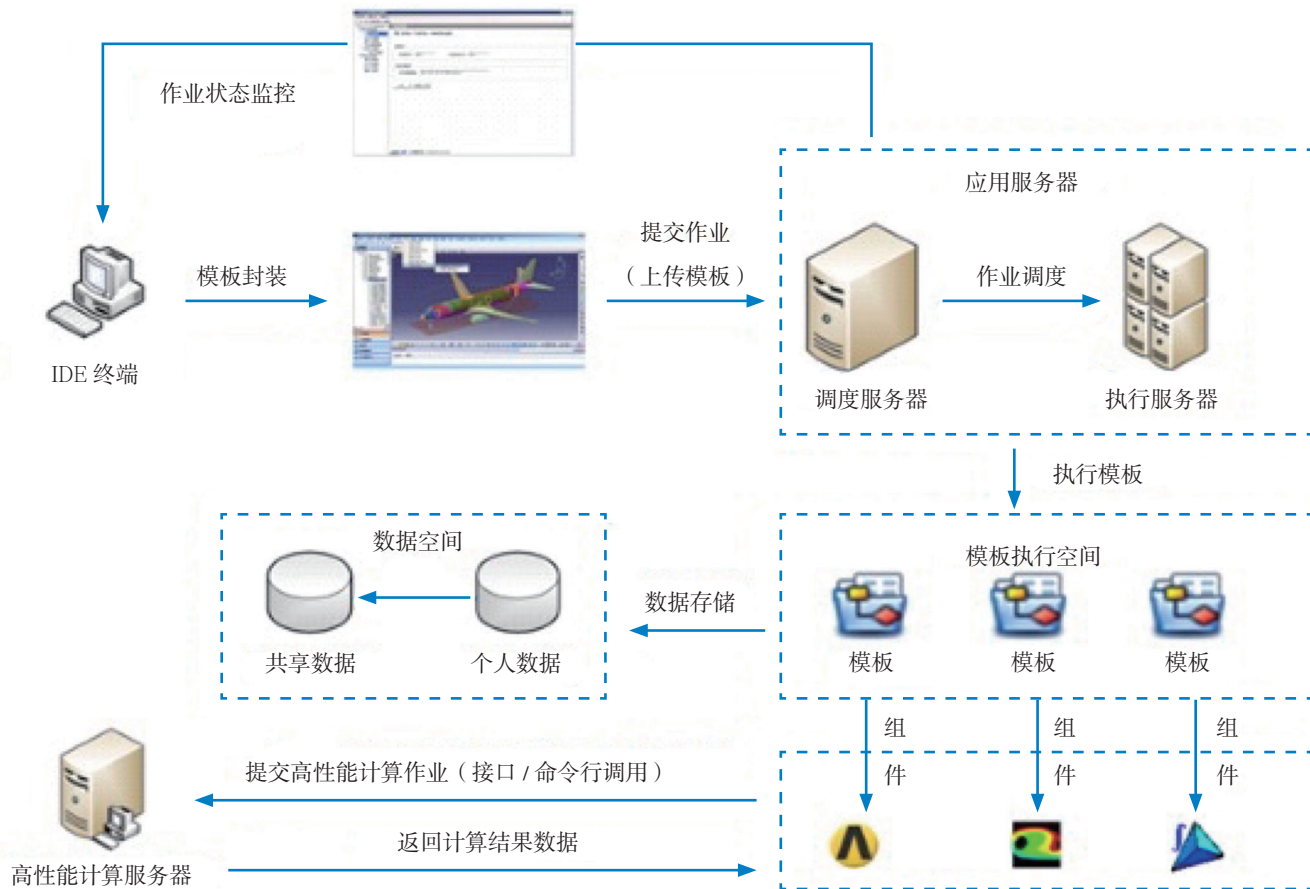 作业状态监控
应用服务器
提交作业
（上传模板）
模板封装
作业调度
IDE 终端
调度服务器
执行服务器
执行模板
数据空间
模板执行空间
数据存储
共享数据
个人数据
模板
模板
模板
组件
组件
组件
提交高性能计算作业（接口 / 命令行调用）
返回计算结果数据
高性能计算服务器